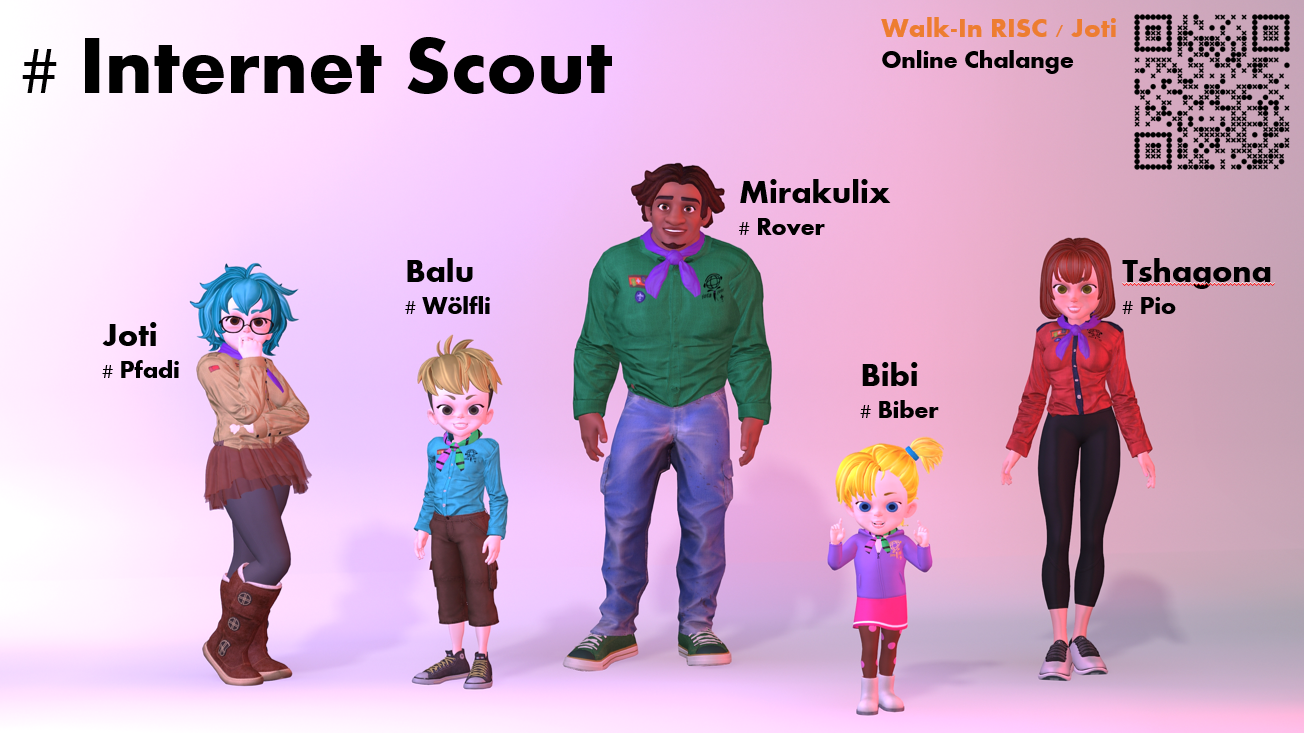 # Internet Scout
Walk-In RISC / Joti
Online Chalange
Mirakulix
# Rover
Balu
# Wölfli
Tshagona
# Pio
Joti
# Pfadi
Bibi
# Biber